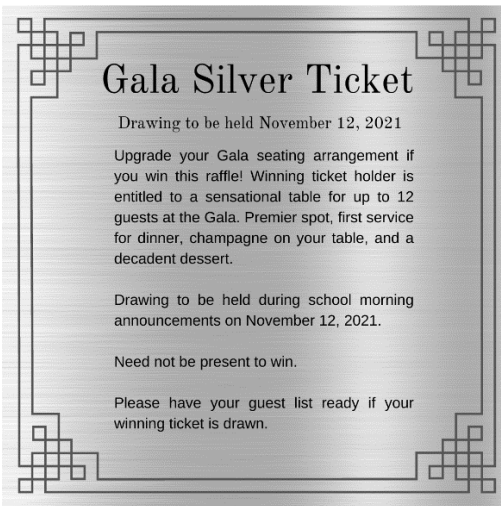 Gala Silver Ticket
Drawing to be held November 12, 2021
Upgrade your Gala seating arrangement if
you win this raffle! Winning ticket holder is
entitled to a sensational table for up to 12
guests at the Gala. Premier spot, first service
for dinner, champagne on your table, and a
decadent dessert.
Drawing to be held during school morning
announcements on November 12, 2021.
Need not be present to win.
Please have your guest list ready if your
winning ticket is drawn.